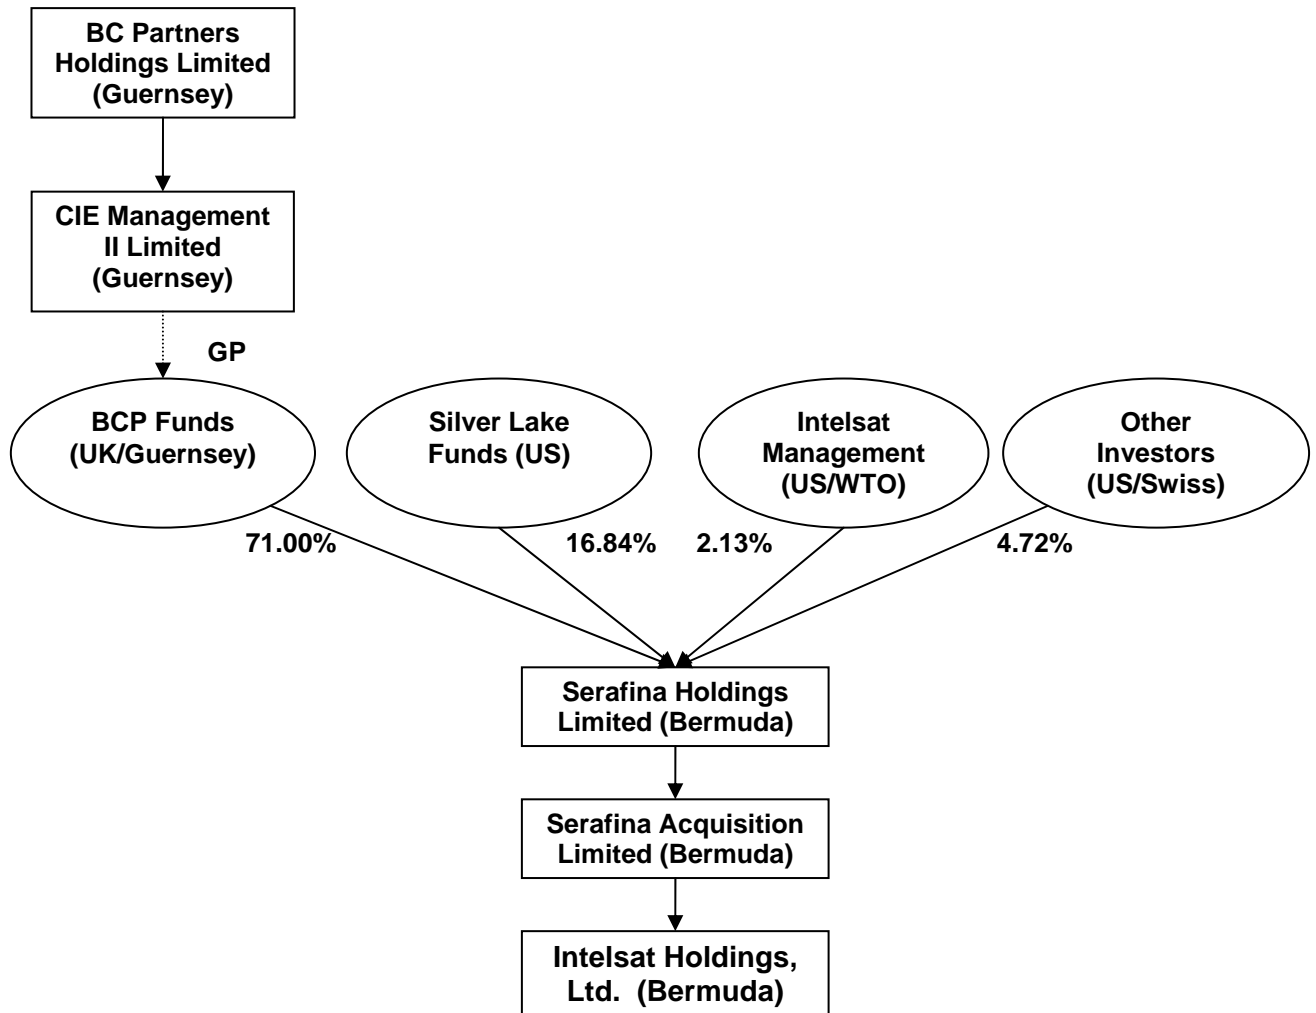 BC Partners
Holdings Limited
(Guernsey)
CIE Management
II Limited
(Guernsey)
GP
BCP Funds
(UK/Guernsey)
Silver Lake
Funds (US)
Intelsat
Management
(US/WTO)
Other
Investors
(US/Swiss)
71.00%
16.84%
2.13%
4.72%
Serafina Holdings
Limited (Bermuda)
Serafina Acquisition
Limited (Bermuda)
Intelsat Holdings,
Ltd. (Bermuda)